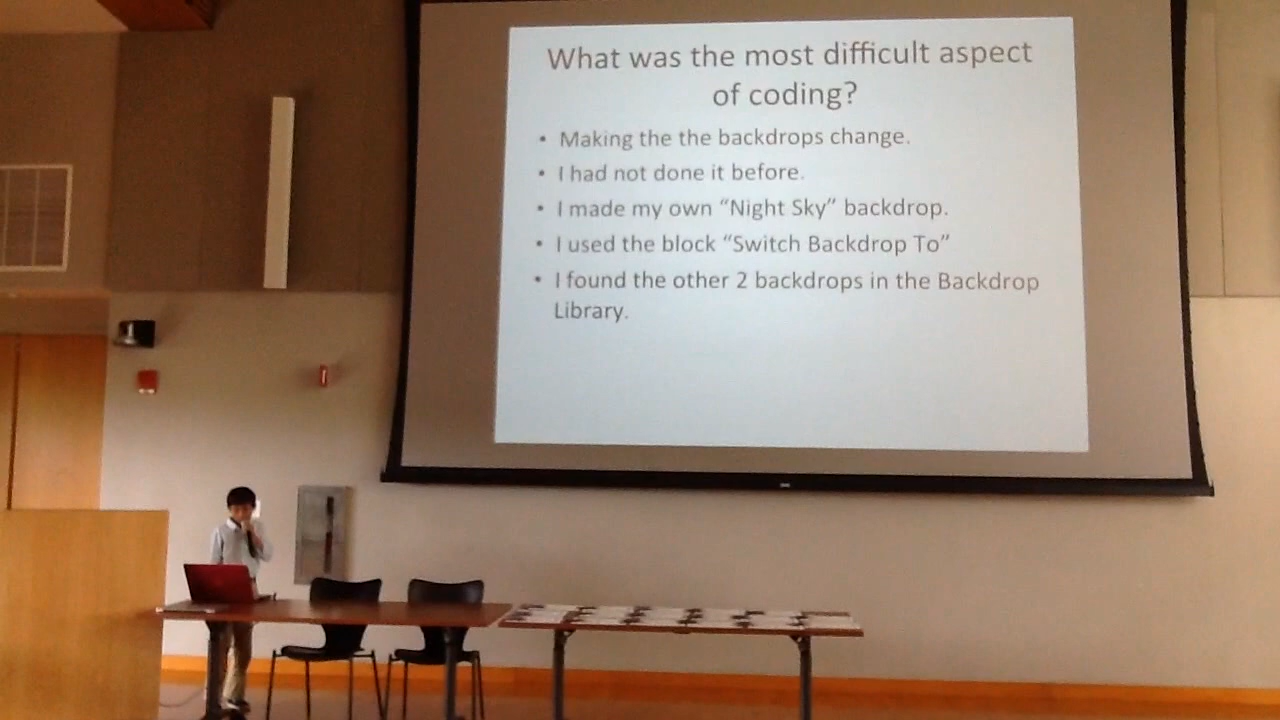 What was the most difficult aspect
of coding?
• Making the the backdrops change.
• I had not done it before.
• I made my own “Night Sky” backdrop.
• I used the block “Switch Backdrop To”
• I found the other 2 backdrops in the Backdrop
Library.